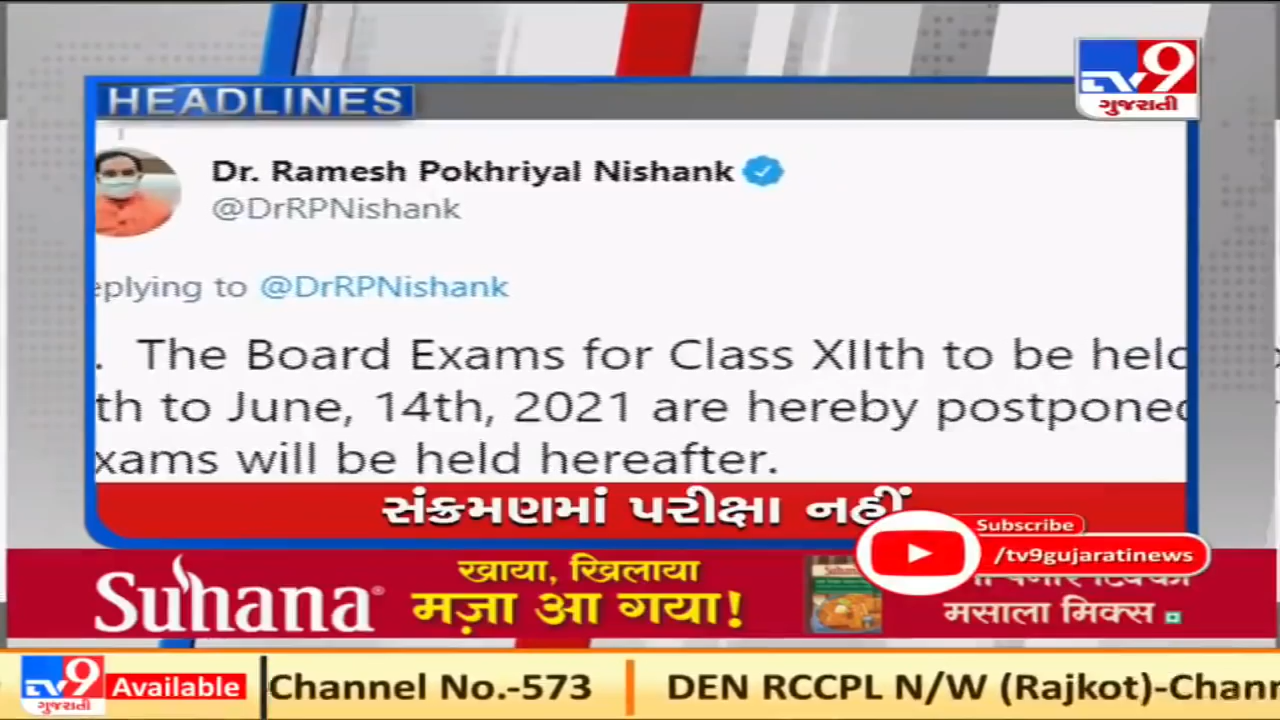 HEADLINES
TV9
ગુજરાતી
Dr. Ramesh Pokhriyal Nishank
@DrRPNishank
eplying to @DrRPNishank
. The Board Exams for Class XIIth to be held
th to June, 14th, 2021 are hereby postponed
xams will be held hereafter.
સંક્રમણમાં પરીક્ષા નહીં
Subscribe
/tv9gujaratinews
Suhana®
खाया, खिलाया
मज़ा आ गया!
मसाला मिक्स
TV9
ગુજરાતી
Available
Channel No.-573
DEN RCCPL N/W (Rajkot)-Chann